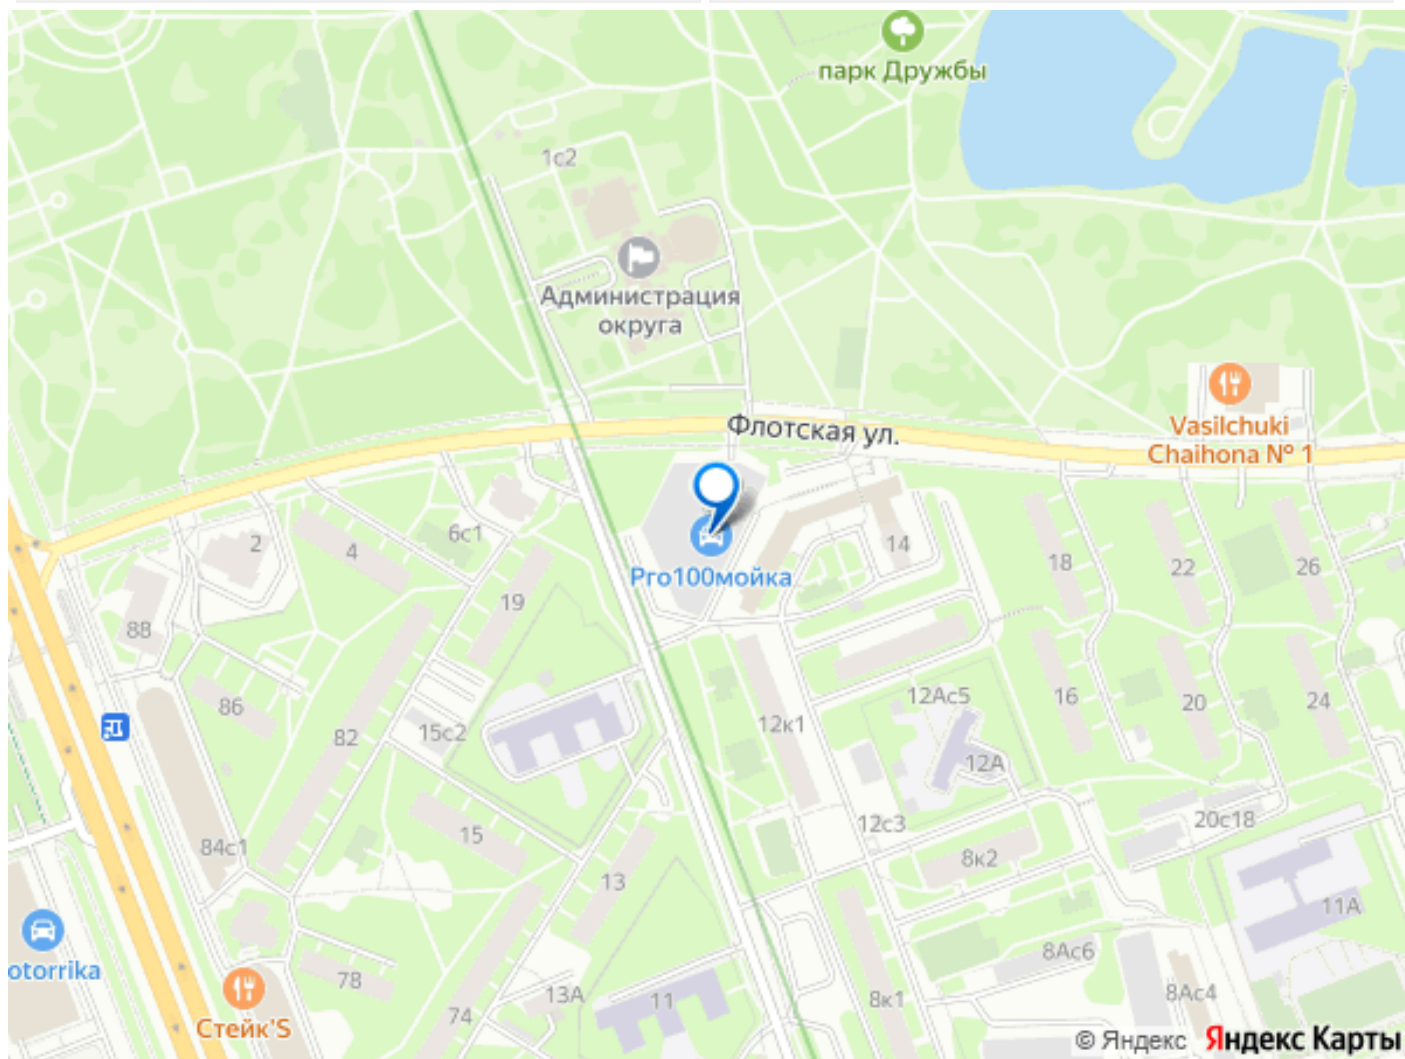 парк Дружбы
1с2
Администрация
округа
Флотская ул.
Vasilchuki
Chaihona № 1
2
4
6с1
14
18
22
26
Pro100мойка
19
88
86
82
15с2
12к1
12Ас5
16
20
24
12А
84с1
15
12с3
20с18
8к2
13
11А
otorrika
78
8Ас6
13А
11
8к1
8Ас4
74
Стейк'S
© Яндекс Яндекс Карты